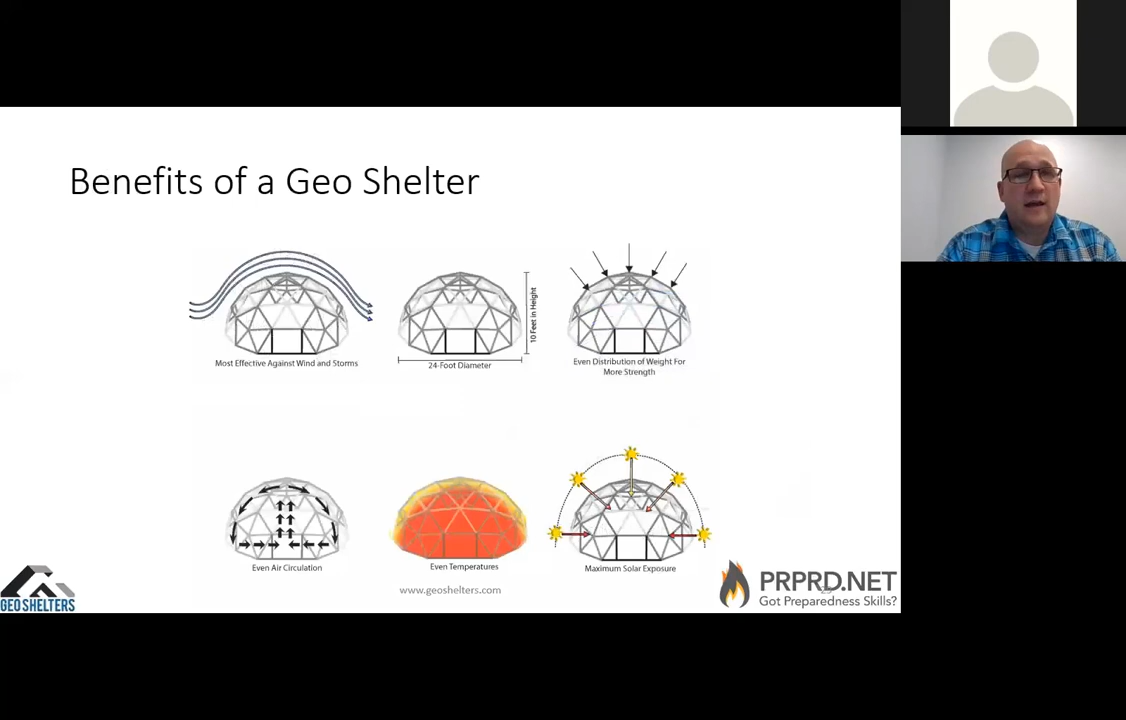 Benefits of a Geo Shelter
10 Feet in Height
Most Effective Against Wind and Storms
24-Foot Diameter
Even Distribution of Weight For
More Strength
Even Air Circulation
Even Temperatures
Maximum Solar Exposure
www.geoshelters.com
GEO SHELTERS
PRPRD.NET
Got Preparedness Skills?